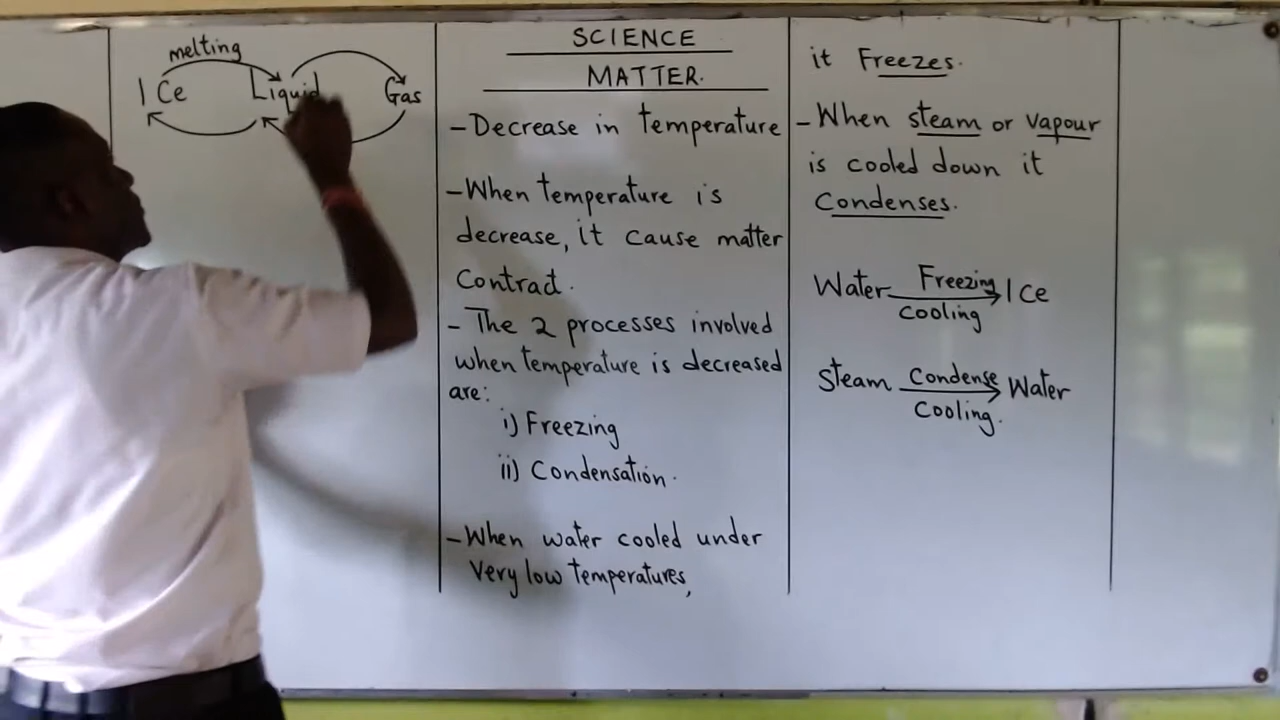 melting
Ice Liquid Gas
SCIENCE
MATTER.
- Decrease in temperature
- When temperature is
decrease, it cause matter
Contract.
- The 2 processes involved
when temperature is decreased
are:
i) Freezing
ii) Condensation.
- When water cooled under
Very low temperatures,
it Freezes.
- When steam or vapour
is cooled down it
Condenses.
Water Freezing Ice
cooling
Steam Condense Water
Cooling.